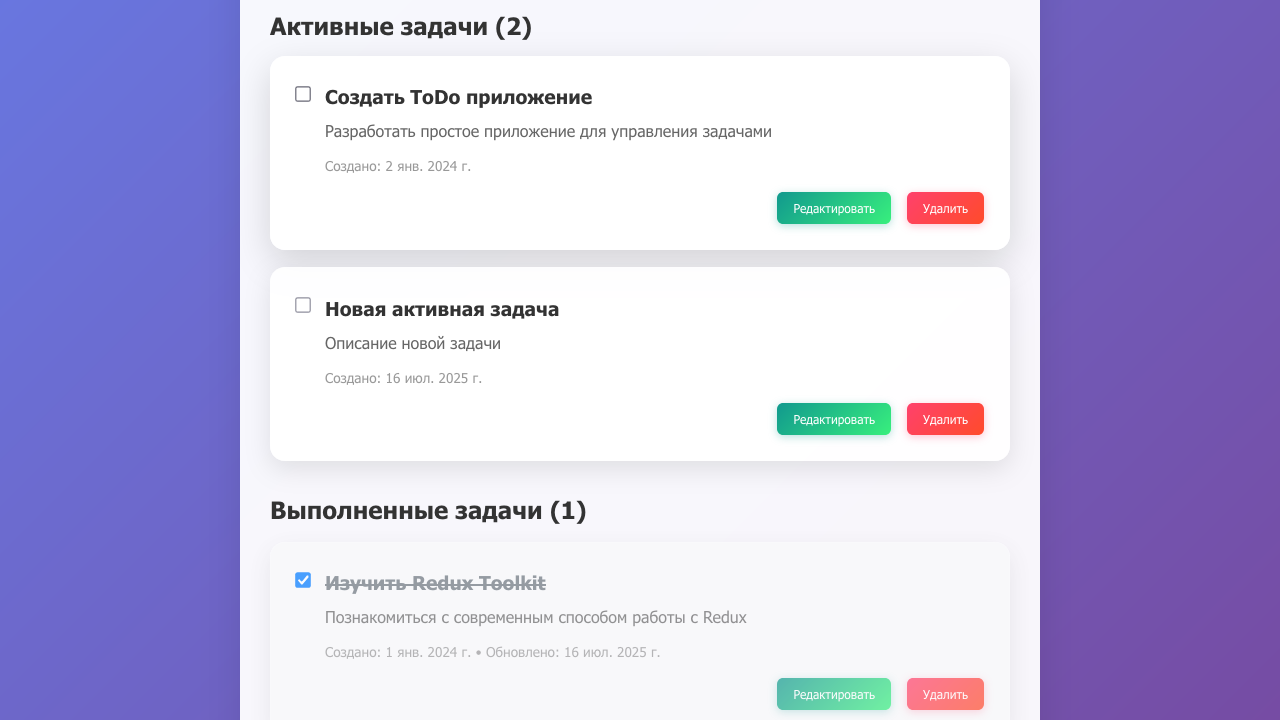 Активные задачи (2)
Создать ToDo приложение
Разработать простое приложение для управления задачами
Создано: 2 янв. 2024 г.
Редактировать Удалить
Новая активная задача
Описание новой задачи
Создано: 16 июл. 2025 г.
Редактировать Удалить
Выполненные задачи (1)
Изучить Redux Toolkit
Познакомиться с современным способом работы с Redux
Создано: 1 янв. 2024 г. • Обновлено: 16 июл. 2025 г.
Редактировать Удалить